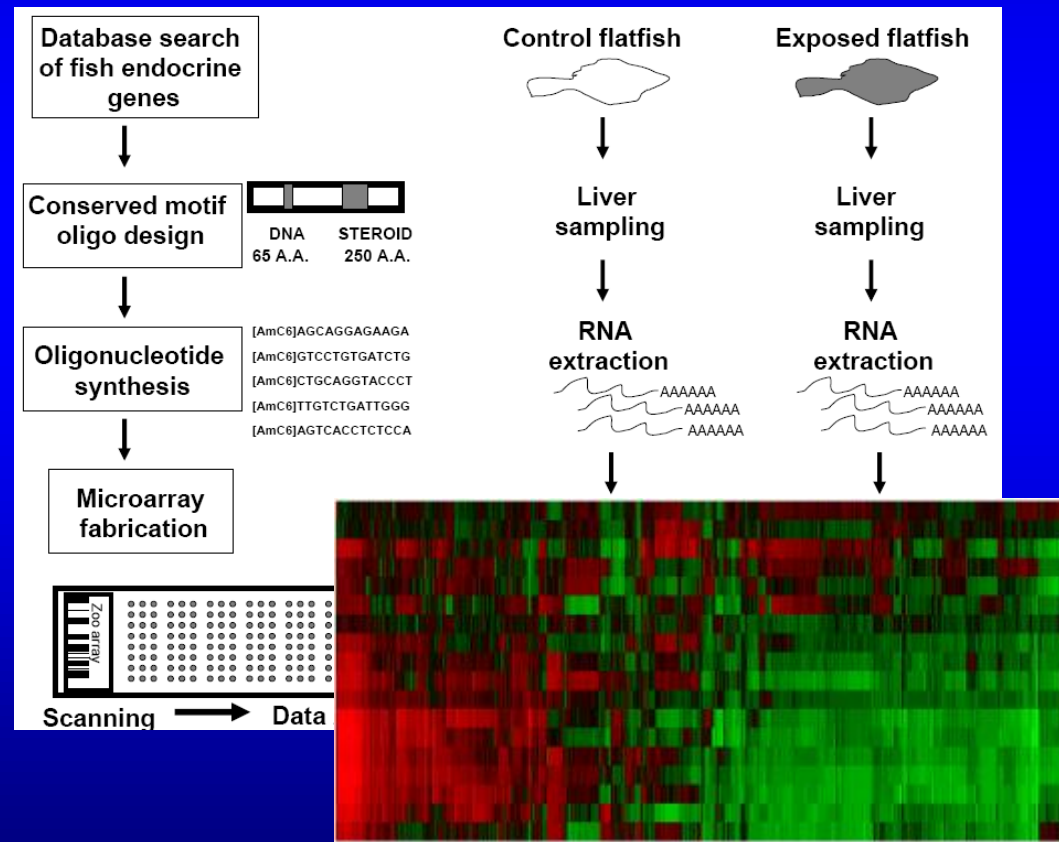 Database search
of fish endocrine
genes
Conserved motif
oligo design
DNA
65 A.A.
STEROID
250 A.A.
Oligonucleotide
synthesis
[AmC6]AGCAGGAGAAGA
[AmC6]GTCCTGTGATCTG
[AmC6]CTGCAGGTACCCT
[AmC6]TTGTCTGATTGGG
[AmC6]AGTCACCTCTCCA
Microarray
fabrication
Zoo array
Scanning
Data
Control flatfish
Liver
sampling
RNA
extraction
AAAAAA
AAAAAA
AAAAAA
Exposed flatfish
Liver
sampling
RNA
extraction
AAAAAA
AAAAAA
AAAAAA